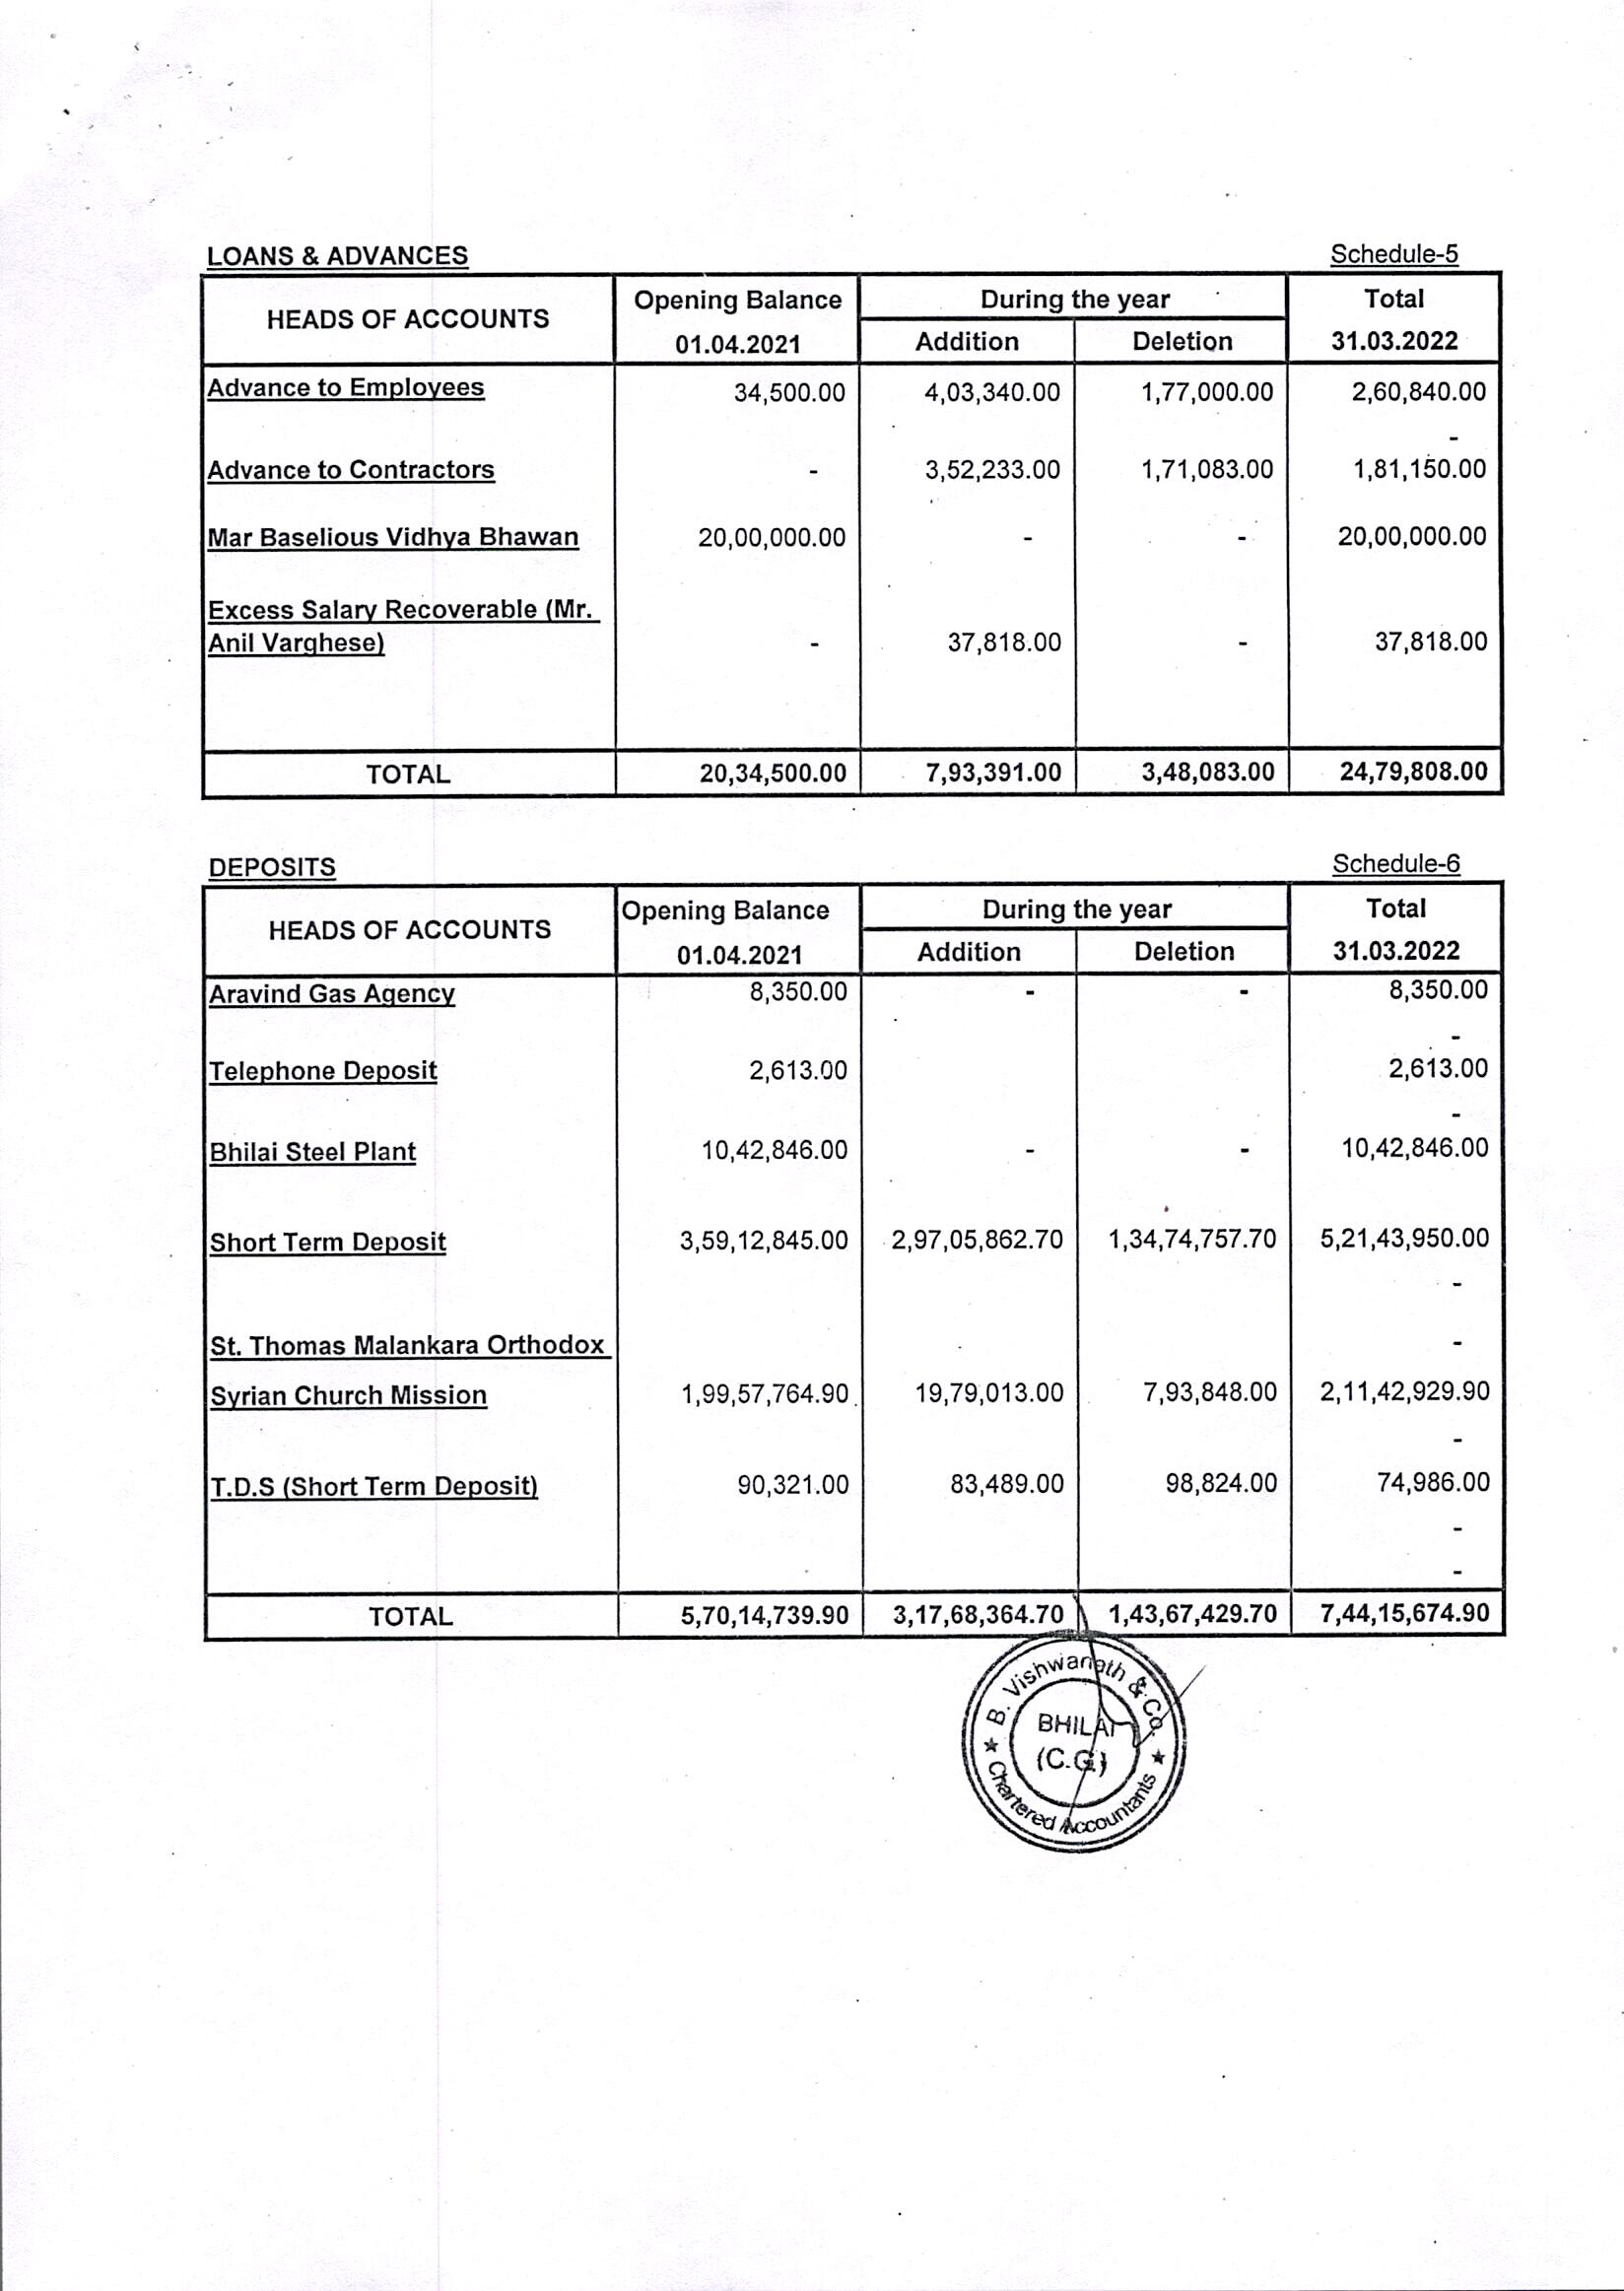 LOANS & ADVANCES Schedule-5
HEADS OF ACCOUNTS Opening Balance During the year Total
01.04.2021 Addition Deletion 31.03.2022
Advance to Employees 34,500.00 4,03,340.00 1,77,000.00 2,60,840.00
-
Advance to Contractors - 3,52,233.00 1,71,083.00 1,81,150.00
Mar Baselious Vidhya Bhawan 20,00,000.00 - - 20,00,000.00
Excess Salary Recoverable (Mr.
Anil Varghese) - 37,818.00 - 37,818.00
TOTAL 20,34,500.00 7,93,391.00 3,48,083.00 24,79,808.00
DEPOSITS Schedule-6
HEADS OF ACCOUNTS Opening Balance During the year Total
01.04.2021 Addition Deletion 31.03.2022
Aravind Gas Agency 8,350.00 - - 8,350.00
-
Telephone Deposit 2,613.00 2,613.00
-
Bhilai Steel Plant 10,42,846.00 - - 10,42,846.00
Short Term Deposit 3,59,12,845.00 2,97,05,862.70 1,34,74,757.70 5,21,43,950.00
-
St. Thomas Malankara Orthodox -
Syrian Church Mission 1,99,57,764.90 19,79,013.00 7,93,848.00 2,11,42,929.90
-
T.D.S (Short Term Deposit) 90,321.00 83,489.00 98,824.00 74,986.00
-
-
TOTAL 5,70,14,739.90 3,17,68,364.70 1,43,67,429.70 7,44,15,674.90
B. Vishwanath & Co.
BHILAI
(C.G.)
★ Chartered Accountants ★